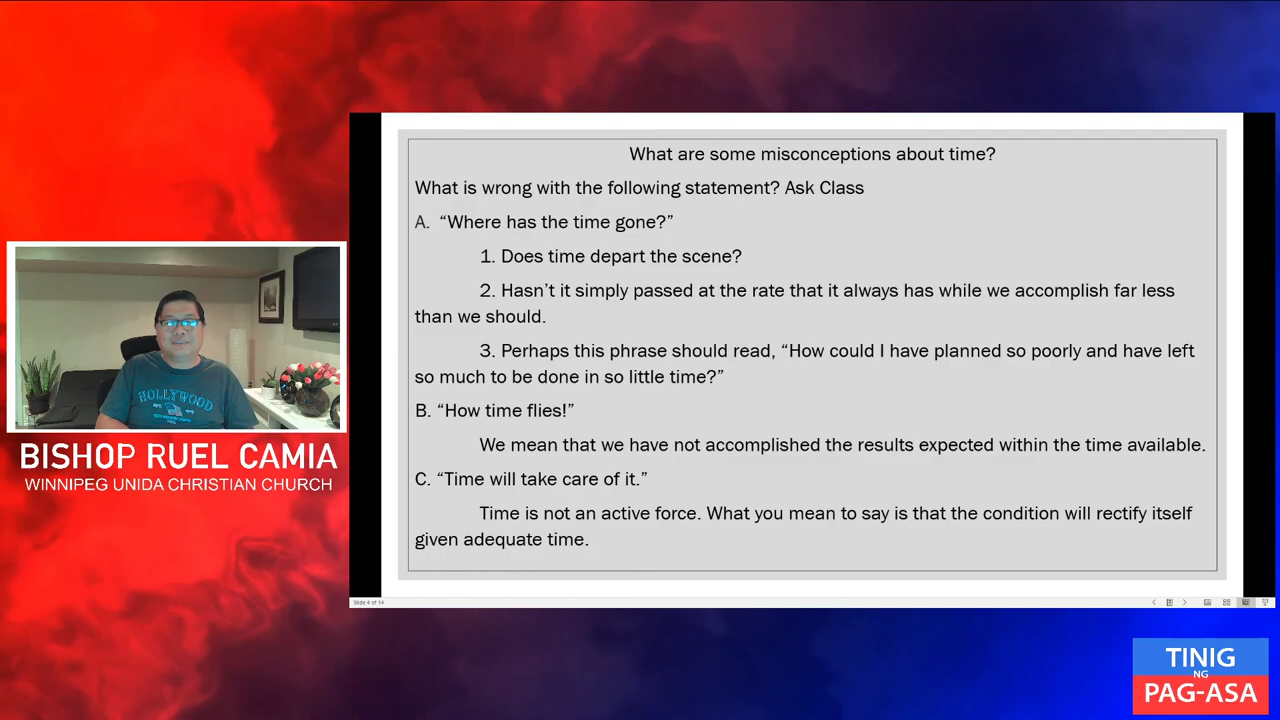 What are some misconceptions about time?
What is wrong with the following statement? Ask Class
A. “Where has the time gone?”
1. Does time depart the scene?
2. Hasn’t it simply passed at the rate that it always has while we accomplish far less
than we should.
3. Perhaps this phrase should read, “How could I have planned so poorly and have left
so much to be done in so little time?”
B. “How time flies!”
We mean that we have not accomplished the results expected within the time available.
C. “Time will take care of it.”
Time is not an active force. What you mean to say is that the condition will rectify itself
given adequate time.
Slide 4 of 14
HOLLYWOOD
BISHOP RUEL CAMIA
WINNIPEG UNIDA CHRISTIAN CHURCH
TINIG
NG
PAG-ASA